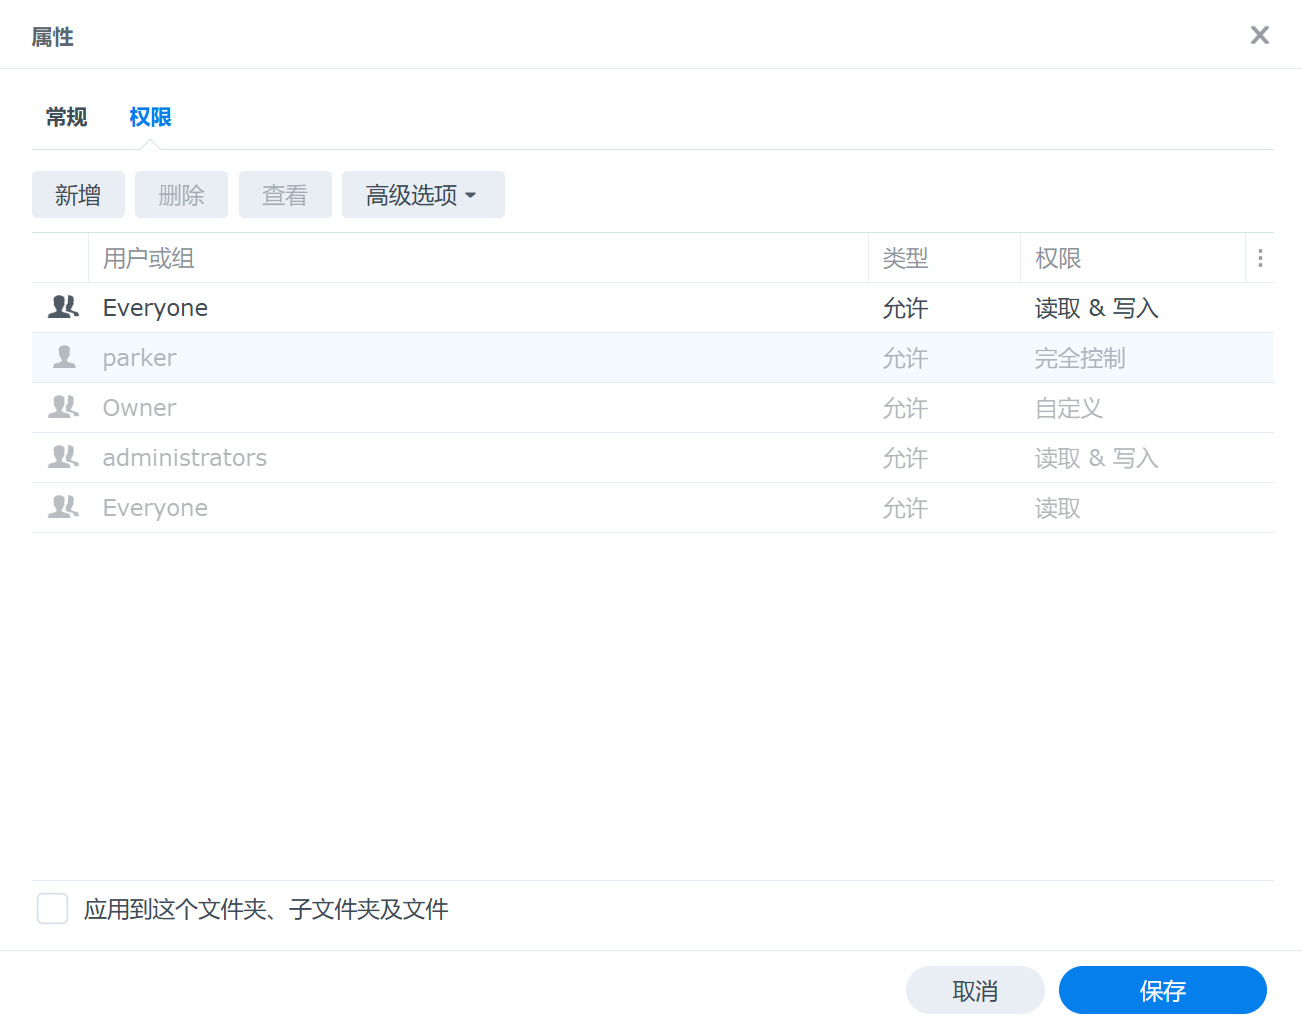 属性
常规 权限
新增 删除 查看 高级选项
用户或组 类型 权限
Everyone 允许 读取 & 写入
parker 允许 完全控制
Owner 允许 自定义
administrators 允许 读取 & 写入
Everyone 允许 读取
应用到这个文件夹、子文件夹及文件
取消 保存